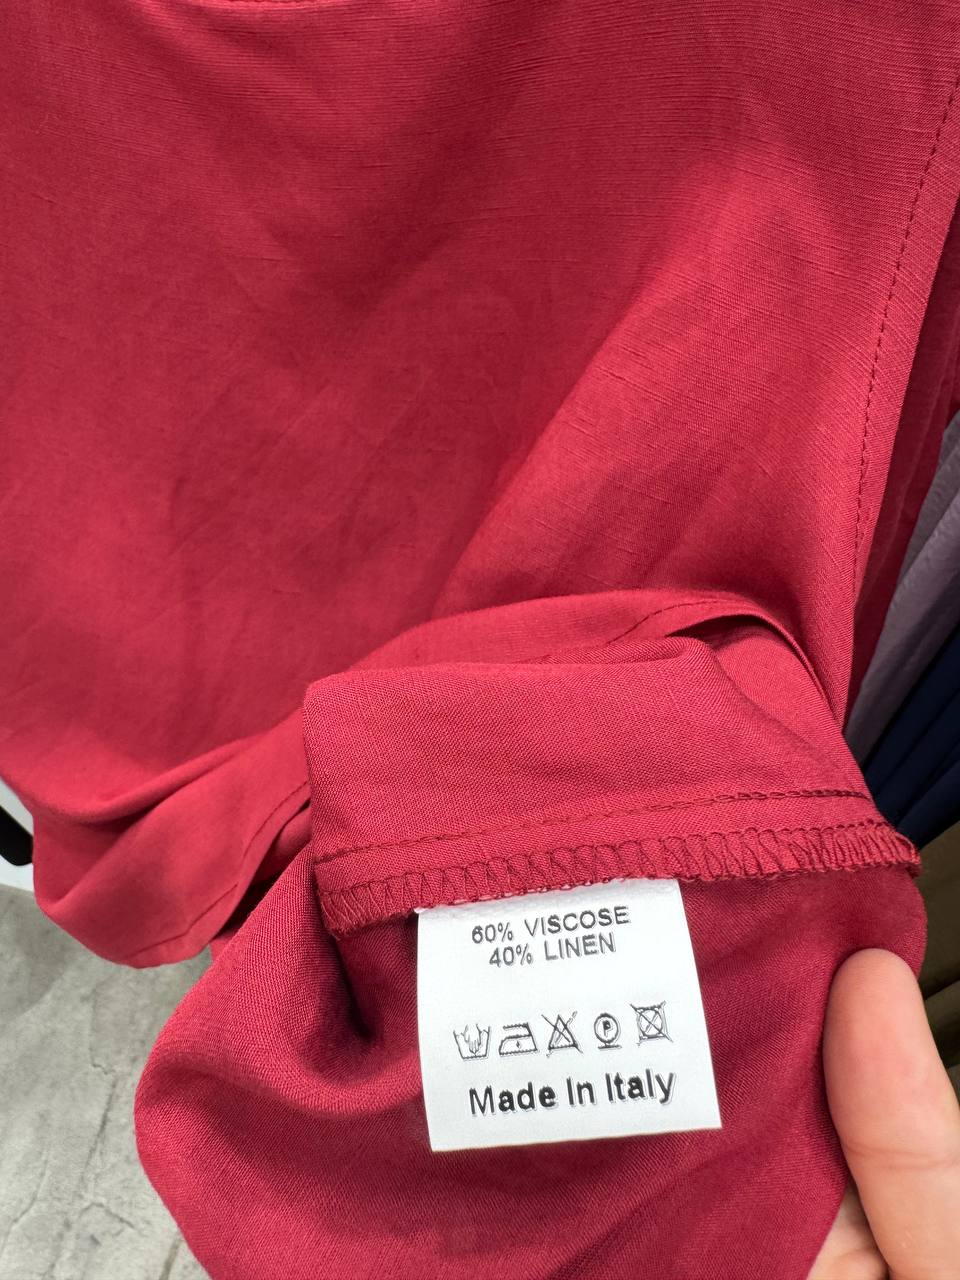 60% VISCOSE
40% LINEN
P
Made In Italy